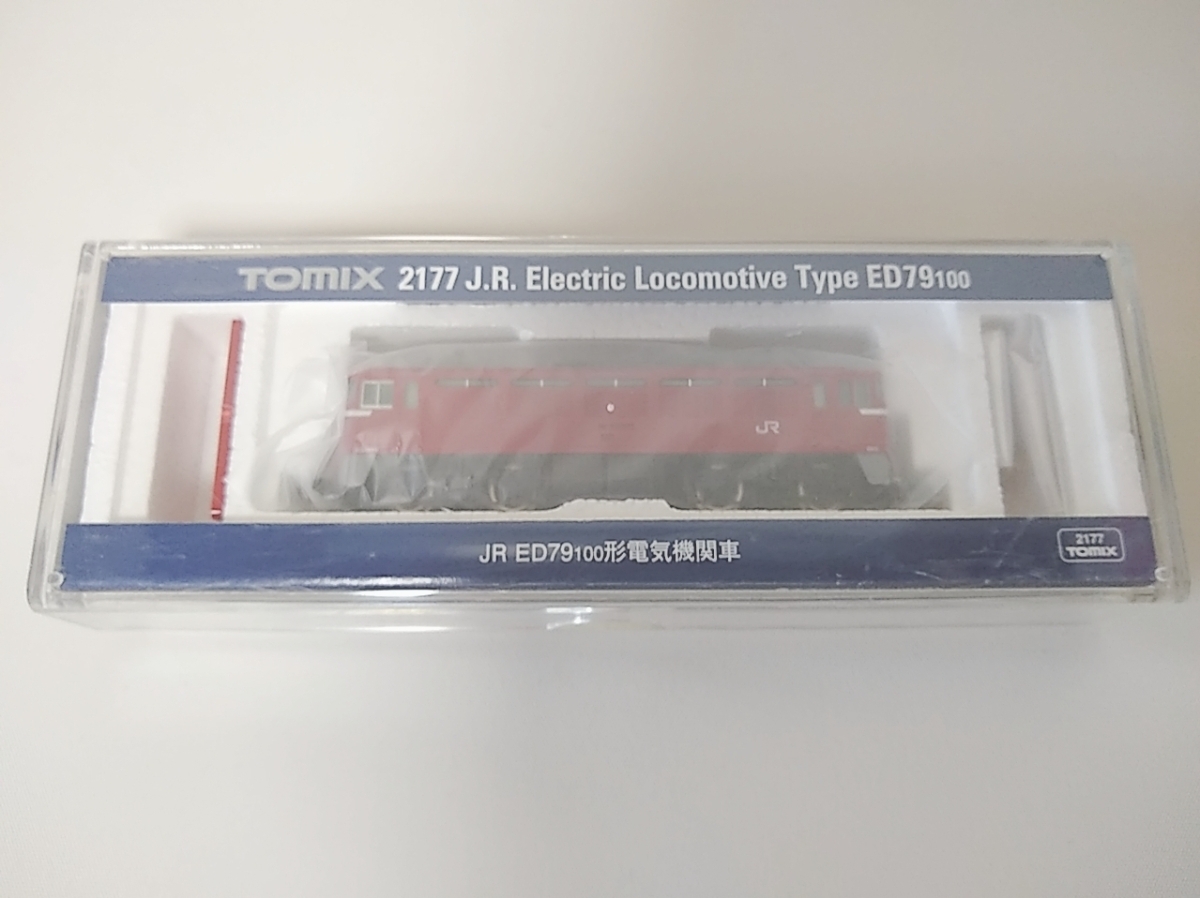 TOMIX 2177 J.R. Electric Locomotive Type ED79100
JR
JR ED79100形電気機関車
2177
TOMIX